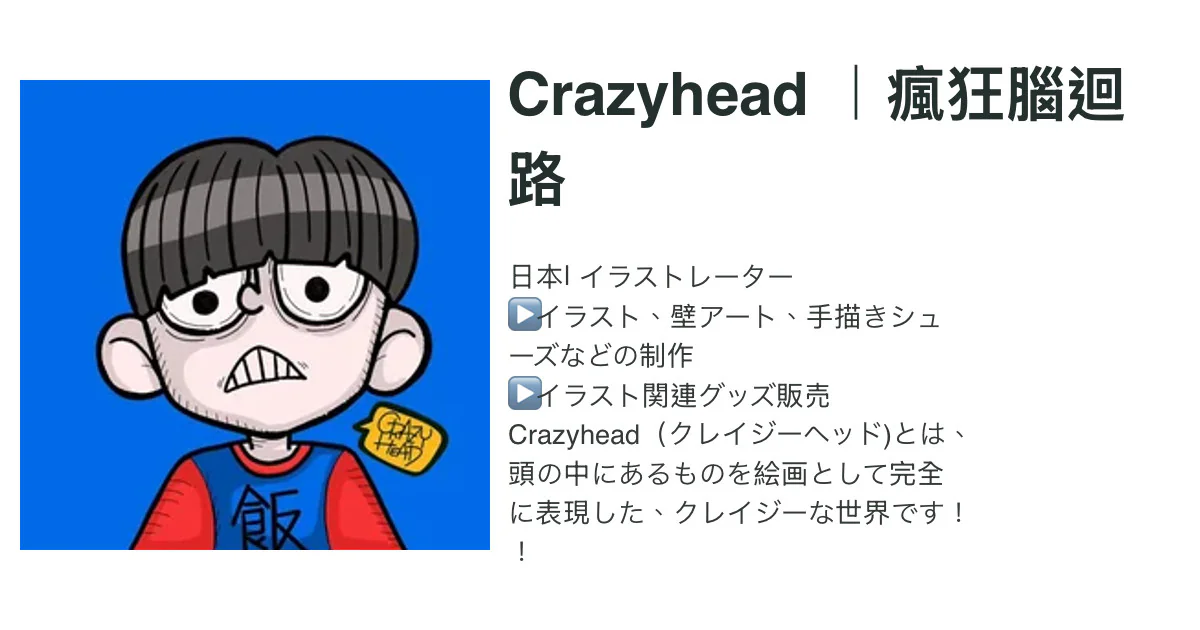 Crazyhead ｜瘋狂腦迴
路
日本| イラストレーター
▶️イラスト、壁アート、手描きシュ
ーズなどの制作
▶️イラスト関連グッズ販売
Crazyhead（クレイジーヘッド)とは、
頭の中にあるものを絵画として完全
に表現した、クレイジーな世界です！
！
CRAZY
HEAD
飯